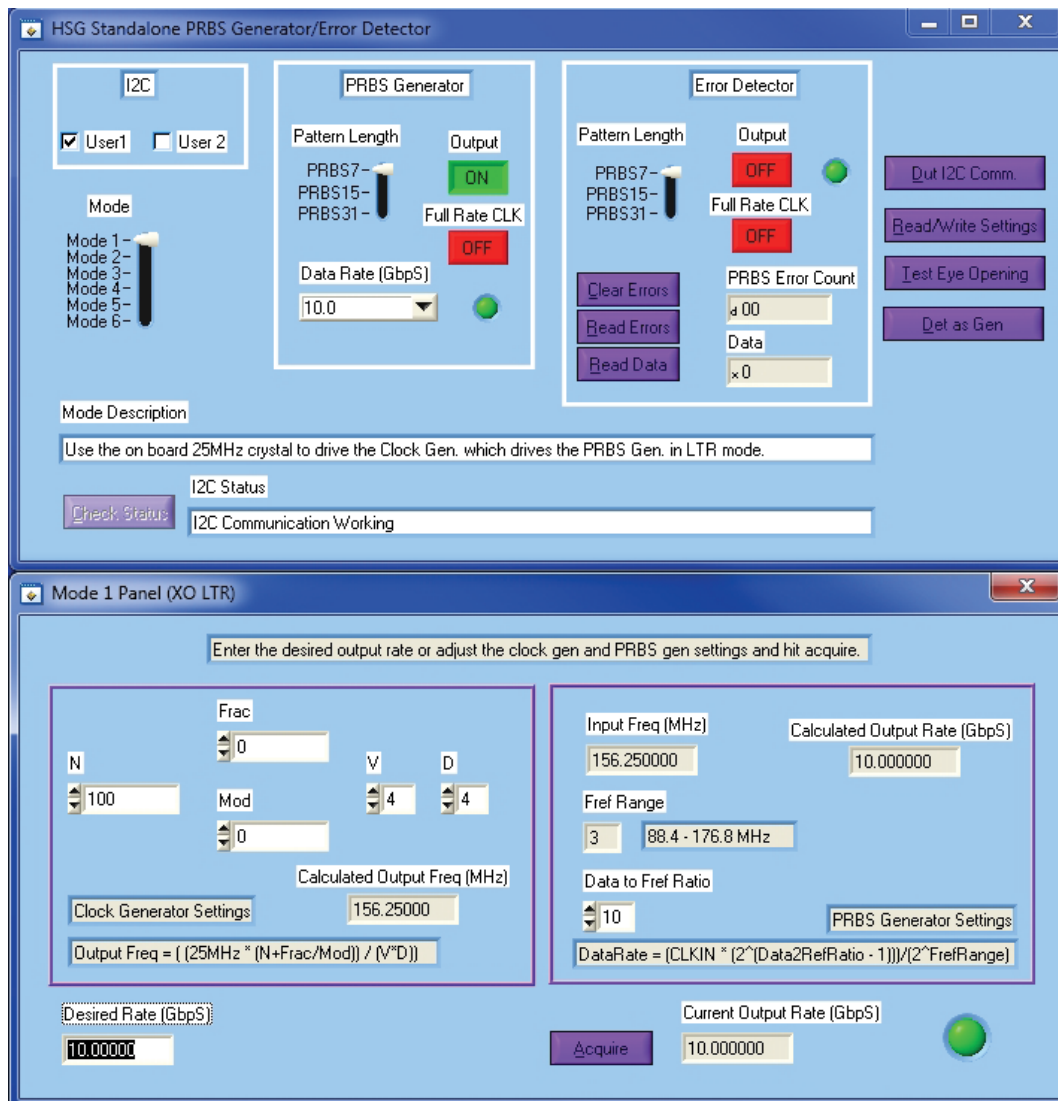 HSG Standalone PRBS Generator/Error Detector
I2C
User1
User 2
Mode
Mode 1
Mode 2
Mode 3
Mode 4
Mode 5
Mode 6
PRBS Generator
Pattern Length
PRBS7
PRBS15
PRBS31
Output
ON
Full Rate CLK
OFF
Data Rate (GbpS)
10.0
Error Detector
Pattern Length
PRBS7
PRBS15
PRBS31
Output
OFF
Full Rate CLK
OFF
Clear Errors
Read Errors
Read Data
PRBS Error Count
d 00
Data
x 0
Dut I2C Comm.
Read/Write Settings
Test Eye Opening
Det as Gen
Mode Description
Use the on board 25MHz crystal to drive the Clock Gen. which drives the PRBS Gen. in LTR mode.
Check Status
I2C Status
I2C Communication Working
Mode 1 Panel (XO LTR)
Enter the desired output rate or adjust the clock gen and PRBS gen settings and hit acquire.
N
100
Frac
0
Mod
0
V
4
D
4
Calculated Output Freq (MHz)
156.25000
Clock Generator Settings
Output Freq = ( (25MHz * (N+Frac/Mod)) / (V*D))
Input Freq (MHz)
156.250000
Calculated Output Rate (GbpS)
10.000000
Fref Range
3
88.4 - 176.8 MHz
Data to Fref Ratio
10
PRBS Generator Settings
DataRate = (CLKIN * (2^(Data2RefRatio - 1)))/(2^FrefRange)
Desired Rate (GbpS)
10.00000
Acquire
Current Output Rate (GbpS)
10.000000